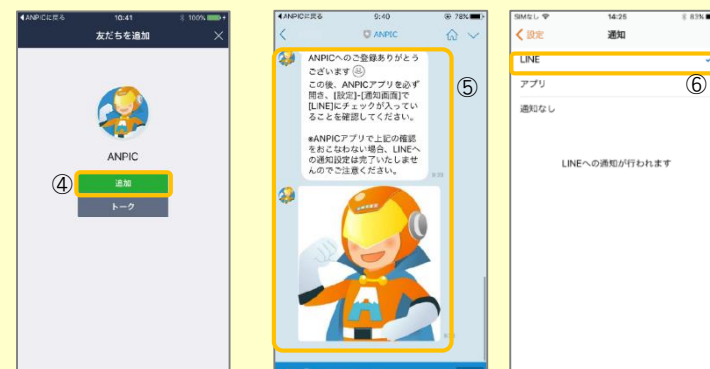 ANPICに戻る 10:41 100%
友だちを追加
ANPIC
④
追加
トーク
ANPICに戻る 9:40 78%
ANPIC
ANPICへのご登録ありがとう
ございます
この後、ANPICアプリを必ず
開き、[設定]-[通知画面]で
[LINE]にチェックが入ってい
ることを確認してください。
※ANPICアプリで上記の確認
をおこなわない場合、LINEへ
の通知設定は完了いたしませ
んのでご注意ください。
9:39
⑤
SIMなし 14:25 83%
設定 通知
LINE
⑥
アプリ
通知なし
LINEへの通知が行われます